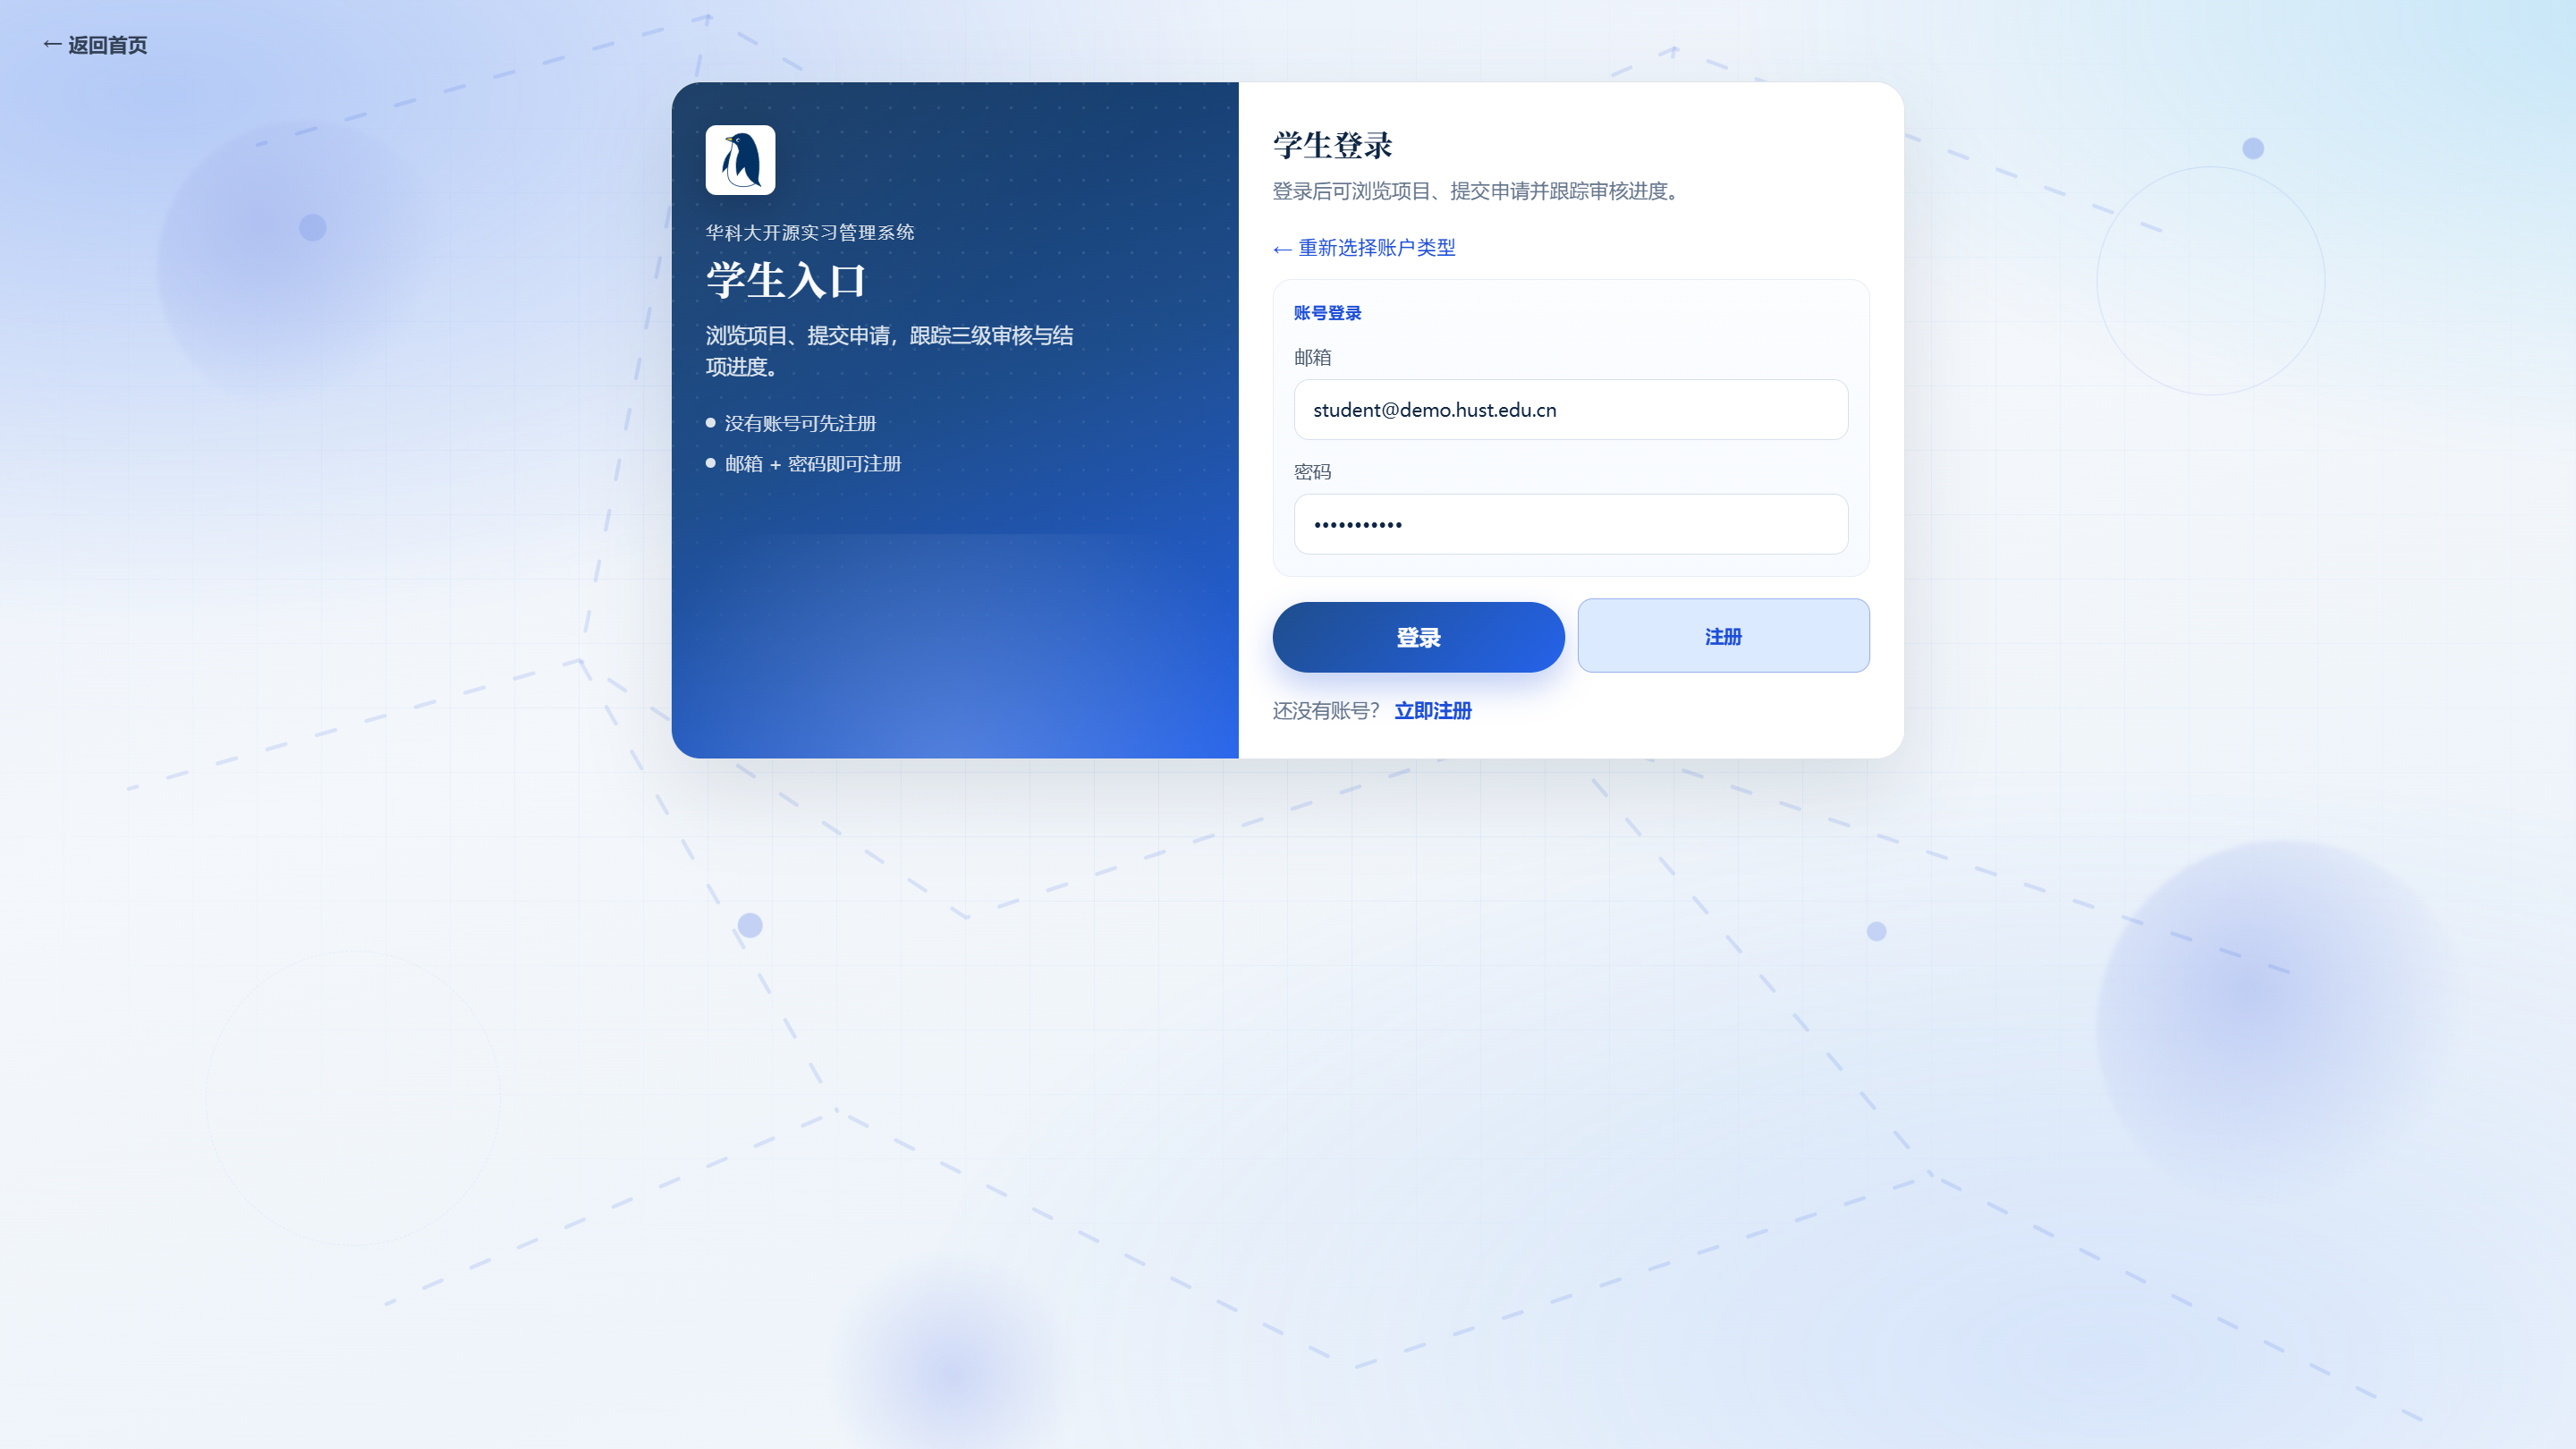 ← 返回首页
华科大开源实习管理系统
学生入口
浏览项目、提交申请，跟踪三级审核与结
项进度。
没有账号可先注册
邮箱 + 密码即可注册
学生登录
登录后可浏览项目、提交申请并跟踪审核进度。
← 重新选择账户类型
账号登录
邮箱
student@demo.hust.edu.cn
密码
•••••••••••
登录
注册
还没有账号？ 立即注册